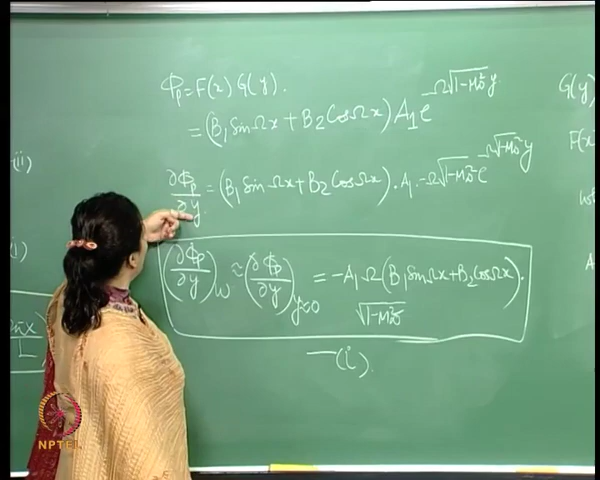 Φp = F(x) G(y).
= (B₁ Sin Ωx + B₂ Cos Ωx) A₁ e^{-Ω√(1-M∞²) y}
∂Φp/∂y = (B₁ Sin Ωx + B₂ Cos Ωx) . A₁ . -Ω√(1-M∞²) e^{-Ω√(1-M∞²) y}
(∂Φp/∂y)w ≈ (∂Φp/∂y)y=0 = -A₁ Ω (B₁ Sin Ωx + B₂ Cos Ωx) .
√(1-M∞²)
—(i)
ii)
)
πx
L
G(y)
F(x
A
NPTEL